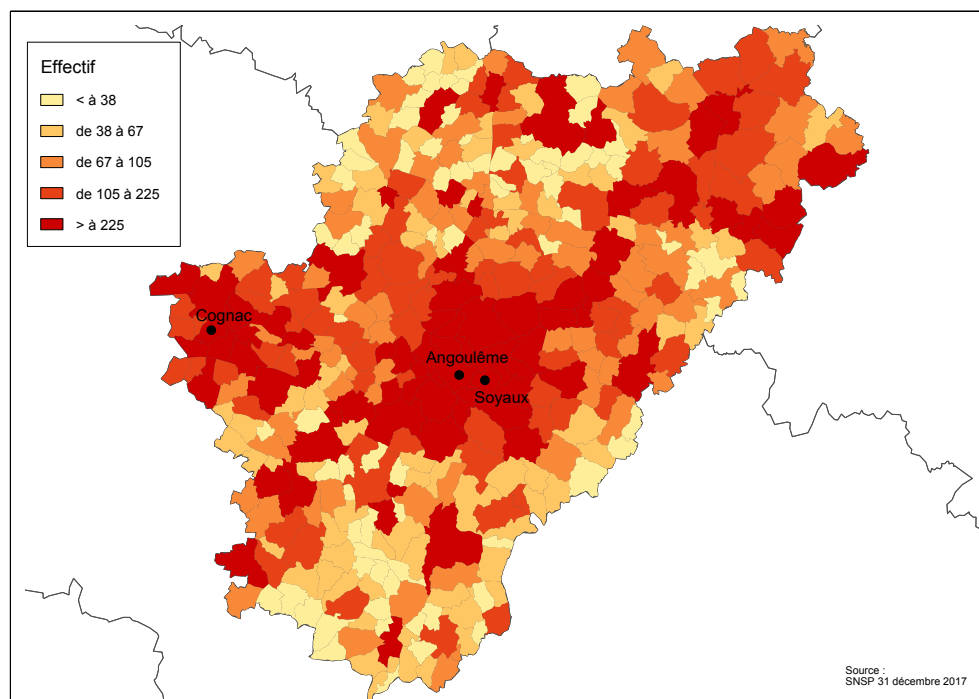 Effectif
< à 38
de 38 à 67
de 67 à 105
de 105 à 225
> à 225
Cognac
Angoulême
Soyaux
Source :
SNSP 31 décembre 2017